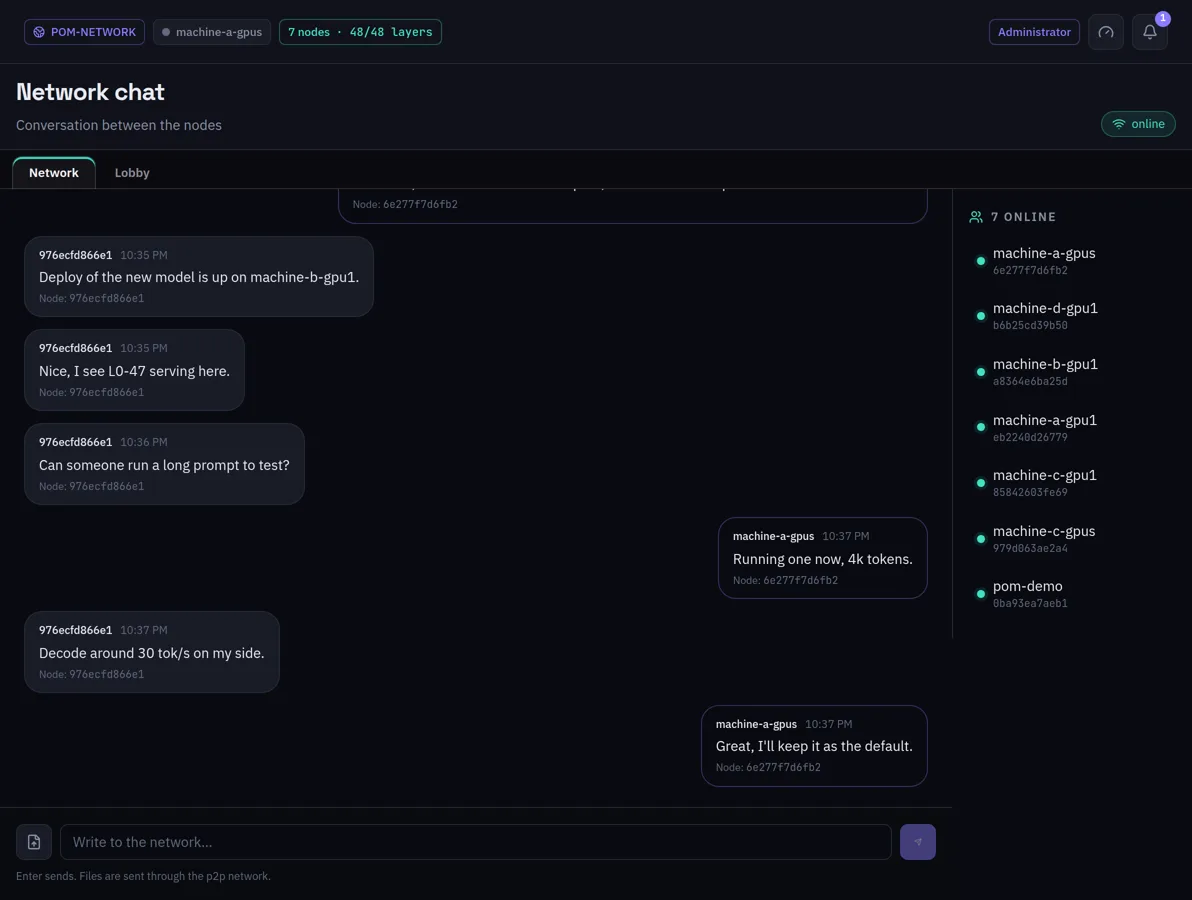 POM-NETWORK
machine-a-gpus
7 nodes · 48/48 layers
Administrator
1
Network chat
Conversation between the nodes
online
Network
Lobby
Node: 6e277f7d6fb2
976ecfd866e1 10:35 PM
Deploy of the new model is up on machine-b-gpu1.
Node: 976ecfd866e1
976ecfd866e1 10:35 PM
Nice, I see L0-47 serving here.
Node: 976ecfd866e1
976ecfd866e1 10:36 PM
Can someone run a long prompt to test?
Node: 976ecfd866e1
machine-a-gpus 10:37 PM
Running one now, 4k tokens.
Node: 6e277f7d6fb2
976ecfd866e1 10:37 PM
Decode around 30 tok/s on my side.
Node: 976ecfd866e1
machine-a-gpus 10:37 PM
Great, I'll keep it as the default.
Node: 6e277f7d6fb2
Write to the network...
Enter sends. Files are sent through the p2p network.
7 ONLINE
machine-a-gpus
6e277f7d6fb2
machine-d-gpu1
b6b25cd39b50
machine-b-gpu1
a8364e6ba25d
machine-a-gpu1
eb2240d26779
machine-c-gpu1
85842603fe69
machine-c-gpus
979d063ae2a4
pom-demo
0ba93ea7aeb1